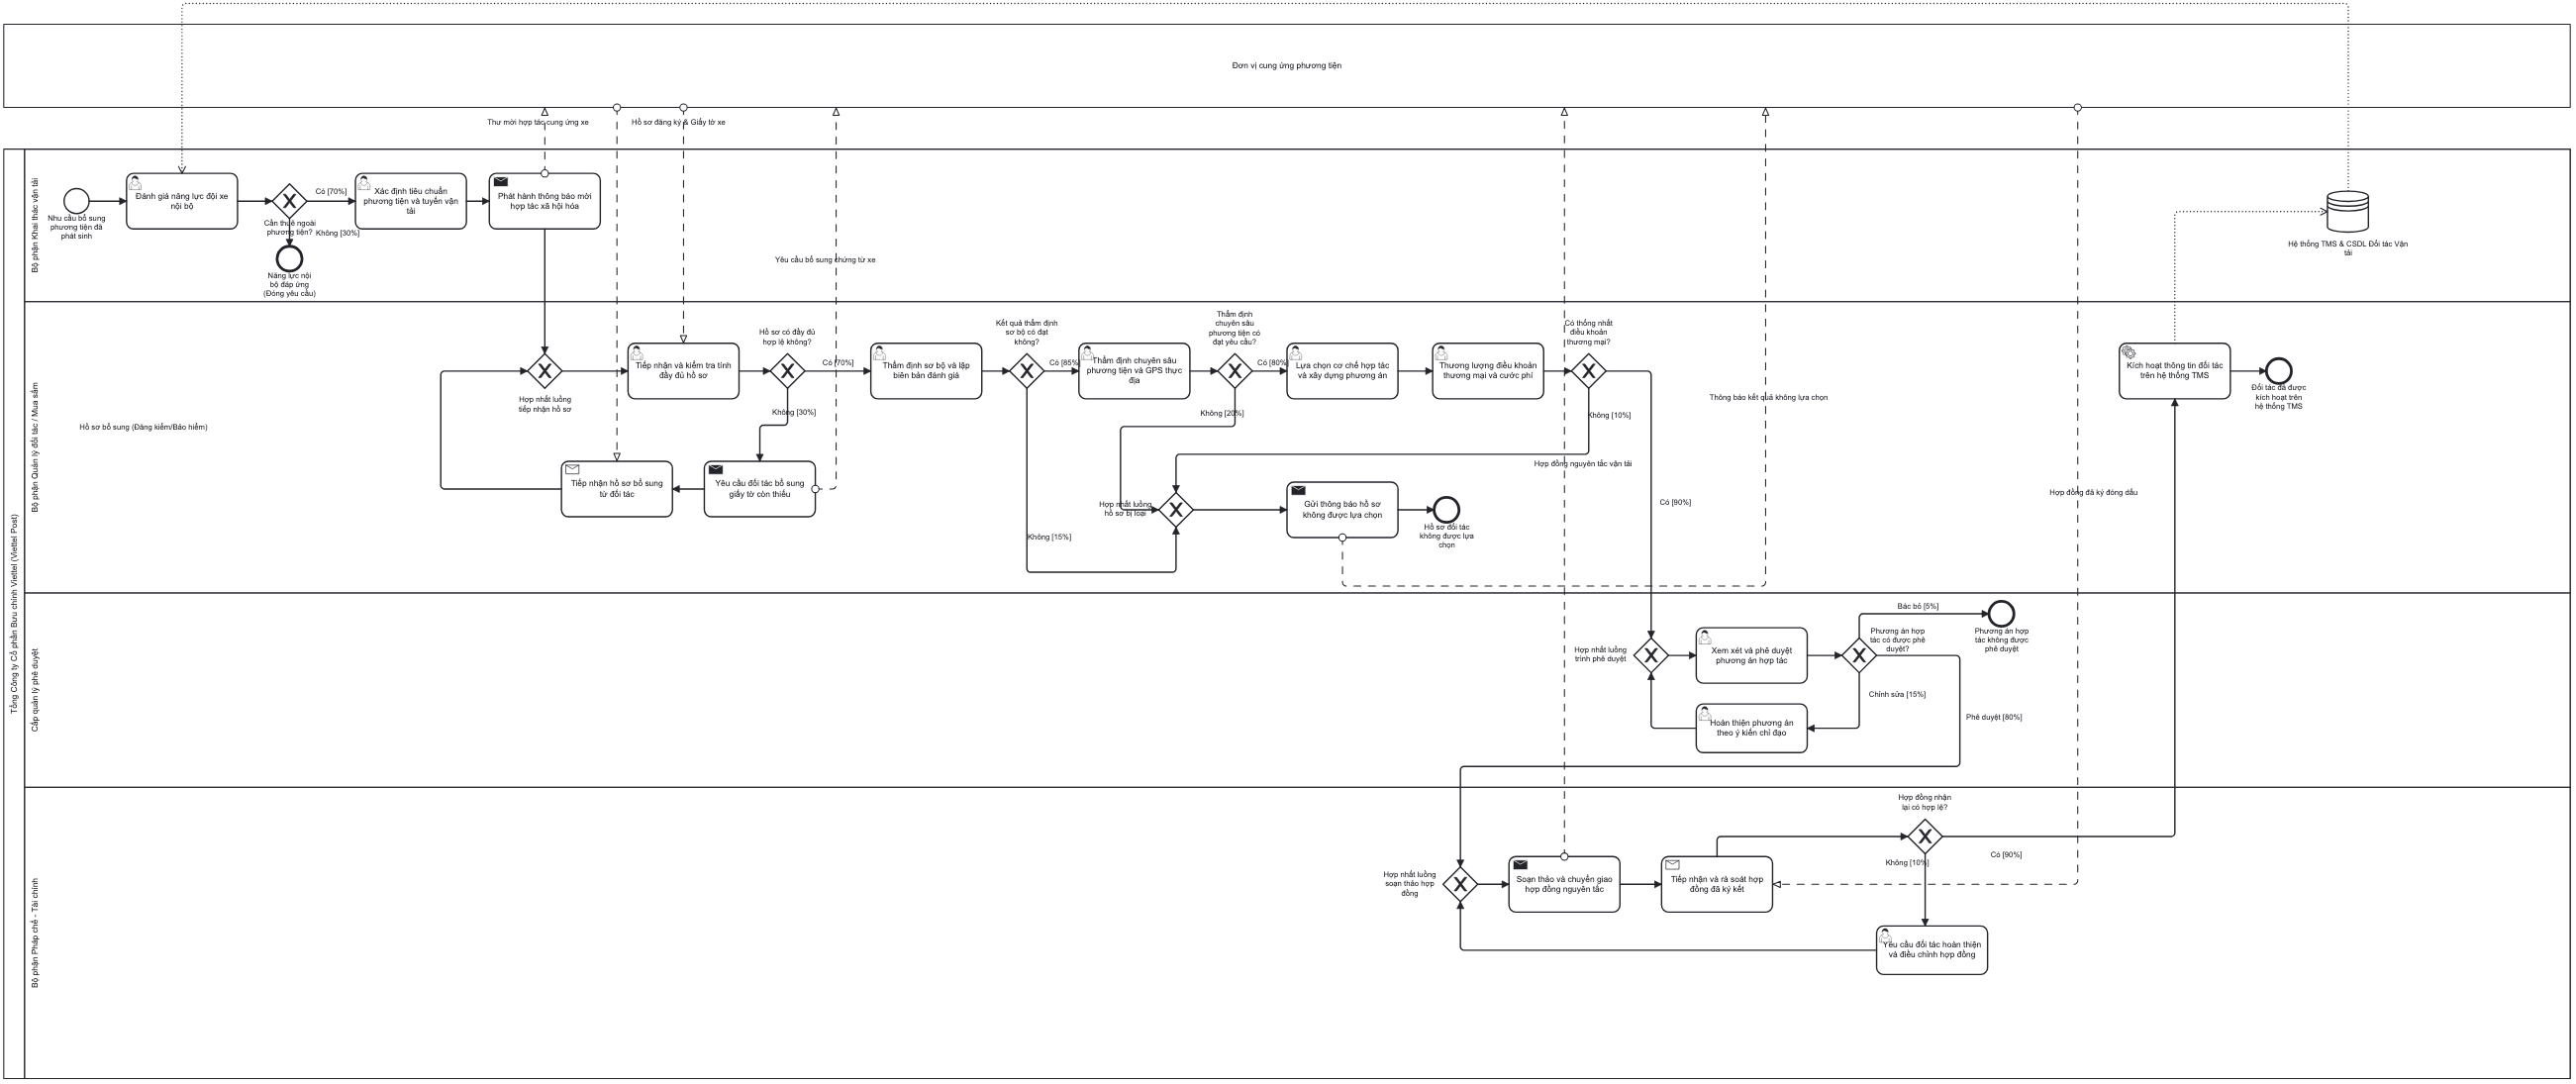 Đơn vị cung ứng phương tiện
Thư mời hợp tác cung ứng xe
Hồ sơ đăng ký & Giấy tờ xe
Tổng Công ty Cổ phần Bưu chính Viettel (Viettel Post)
Bộ phận Khai thác vận tải
Nhu cầu bổ sung
phương tiện đã
phát sinh
Đánh giá năng lực đội xe
nội bộ
Cần thuê ngoài
phương tiện?
Có [70%]
Không [30%]
Năng lực nội
bộ đáp ứng
(Đóng yêu cầu)
Xác định tiêu chuẩn
phương tiện và tuyến vận
tải
Phát hành thông báo mời
hợp tác xã hội hóa
Yêu cầu bổ sung chứng từ xe
Hệ thống TMS & CSDL Đối tác Vận
tải
Bộ phận Quản lý đối tác / Mua sắm
Hồ sơ bổ sung (Đăng kiểm/Bảo hiểm)
Hợp nhất luồng
tiếp nhận hồ sơ
Tiếp nhận và kiểm tra tính
đầy đủ hồ sơ
Hồ sơ có đầy đủ
hợp lệ không?
Có [70%]
Không [30%]
Tiếp nhận hồ sơ bổ sung
từ đối tác
Yêu cầu đối tác bổ sung
giấy tờ còn thiếu
Thẩm định sơ bộ và lập
biên bản đánh giá
Kết quả thẩm định
sơ bộ có đạt
không?
Có [85%]
Không [15%]
Thẩm định chuyên sâu
phương tiện và GPS thực
địa
Thẩm định
chuyên sâu
phương tiện có
đạt yêu cầu?
Có [80%]
Không [20%]
Lựa chọn cơ chế hợp tác
và xây dựng phương án
Thương lượng điều khoản
thương mại và cước phí
Có thống nhất
điều khoản
thương mại?
Không [10%]
Có [90%]
Thông báo kết quả không lựa chọn
Hợp đồng nguyên tắc vận tải
Hợp nhất luồng
hồ sơ bị loại
Gửi thông báo hồ sơ
không được lựa chọn
Hồ sơ đối tác
không được lựa
chọn
Hợp đồng đã ký đóng dấu
Kích hoạt thông tin đối tác
trên hệ thống TMS
Đối tác đã được
kích hoạt trên
hệ thống TMS
Cấp quản lý phê duyệt
Hợp nhất luồng
trình phê duyệt
Xem xét và phê duyệt
phương án hợp tác
Phương án hợp
tác có được phê
duyệt?
Bác bỏ [5%]
Phương án hợp
tác không được
phê duyệt
Chỉnh sửa [15%]
Phê duyệt [80%]
Hoàn thiện phương án
theo ý kiến chỉ đạo
Bộ phận Pháp chế - Tài chính
Hợp nhất luồng
soạn thảo hợp
đồng
Soạn thảo và chuyển giao
hợp đồng nguyên tắc
Tiếp nhận và rà soát hợp
đồng đã ký kết
Hợp đồng nhận
lại có hợp lệ?
Không [10%]
Có [90%]
Yêu cầu đối tác hoàn thiện
và điều chỉnh hợp đồng